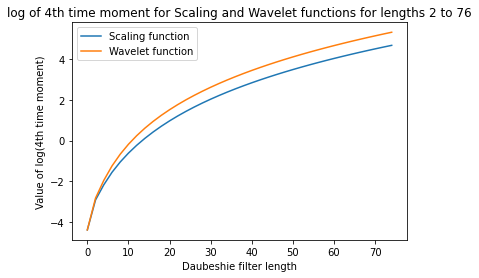 log of 4th time moment for Scaling and Wavelet functions for lengths 2 to 76
Scaling function
Wavelet function
Value of log(4th time moment)
4
2
0
−2
−4
0 10 20 30 40 50 60 70
Daubeshie filter length